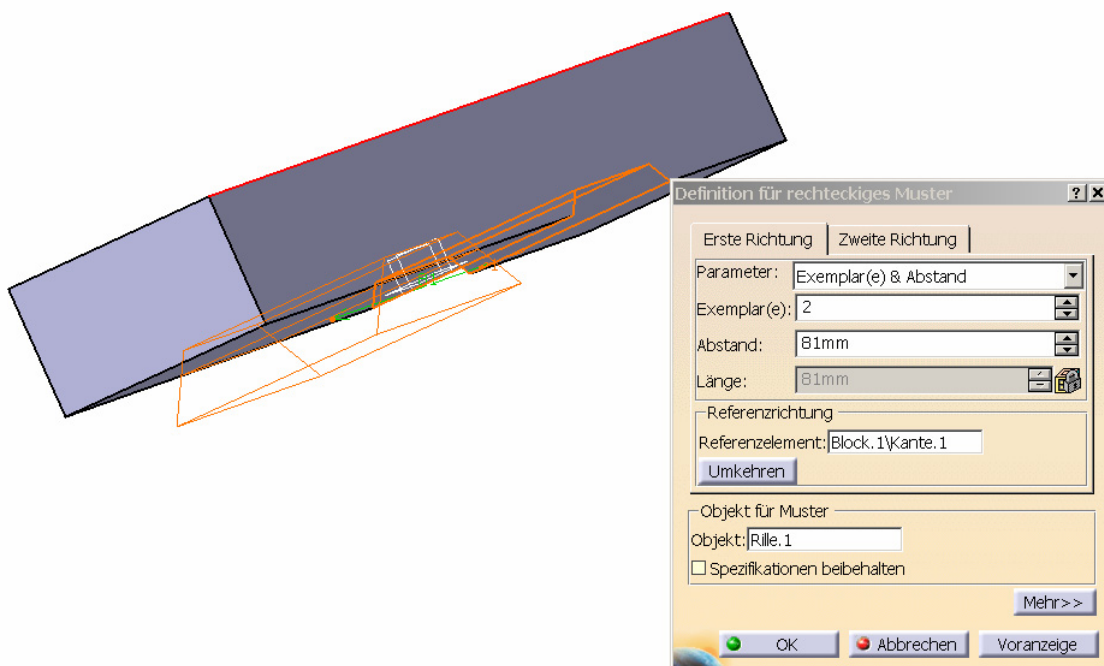 Definition für rechteckiges Muster
Erste Richtung Zweite Richtung
Parameter: Exemplar(e) & Abstand
Exemplar(e): 2
Abstand: 81mm
Länge: 81mm
Referenzrichtung
Referenzelement: Block.1\Kante.1
Umkehren
Objekt für Muster
Objekt: Rille.1
Spezifikationen beibehalten
Mehr>>
OK Abbrechen Voranzeige